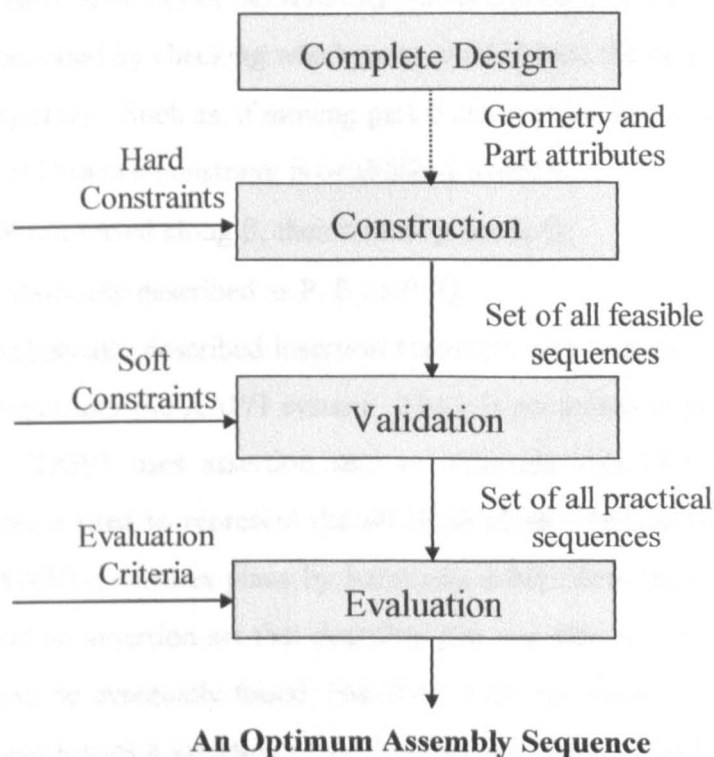 Complete Design
Geometry and
Part attributes
Hard
Constraints
Construction
Set of all feasible
sequences
Soft
Constraints
Validation
Set of all practical
sequences
Evaluation
Criteria
Evaluation
An Optimum Assembly Sequence